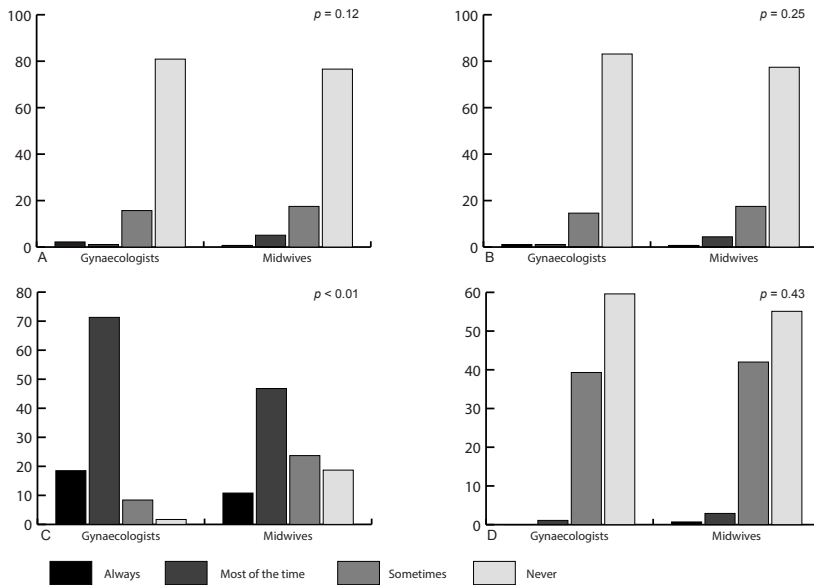 100
80
60
40
20
0
p = 0.12
A
Gynaecologists
Midwives
100
80
60
40
20
0
p = 0.25
B
Gynaecologists
Midwives
80
70
60
50
40
30
20
10
0
p < 0.01
C
Gynaecologists
Midwives
60
50
40
30
20
10
0
p = 0.43
D
Gynaecologists
Midwives
Always
Most of the time
Sometimes
Never